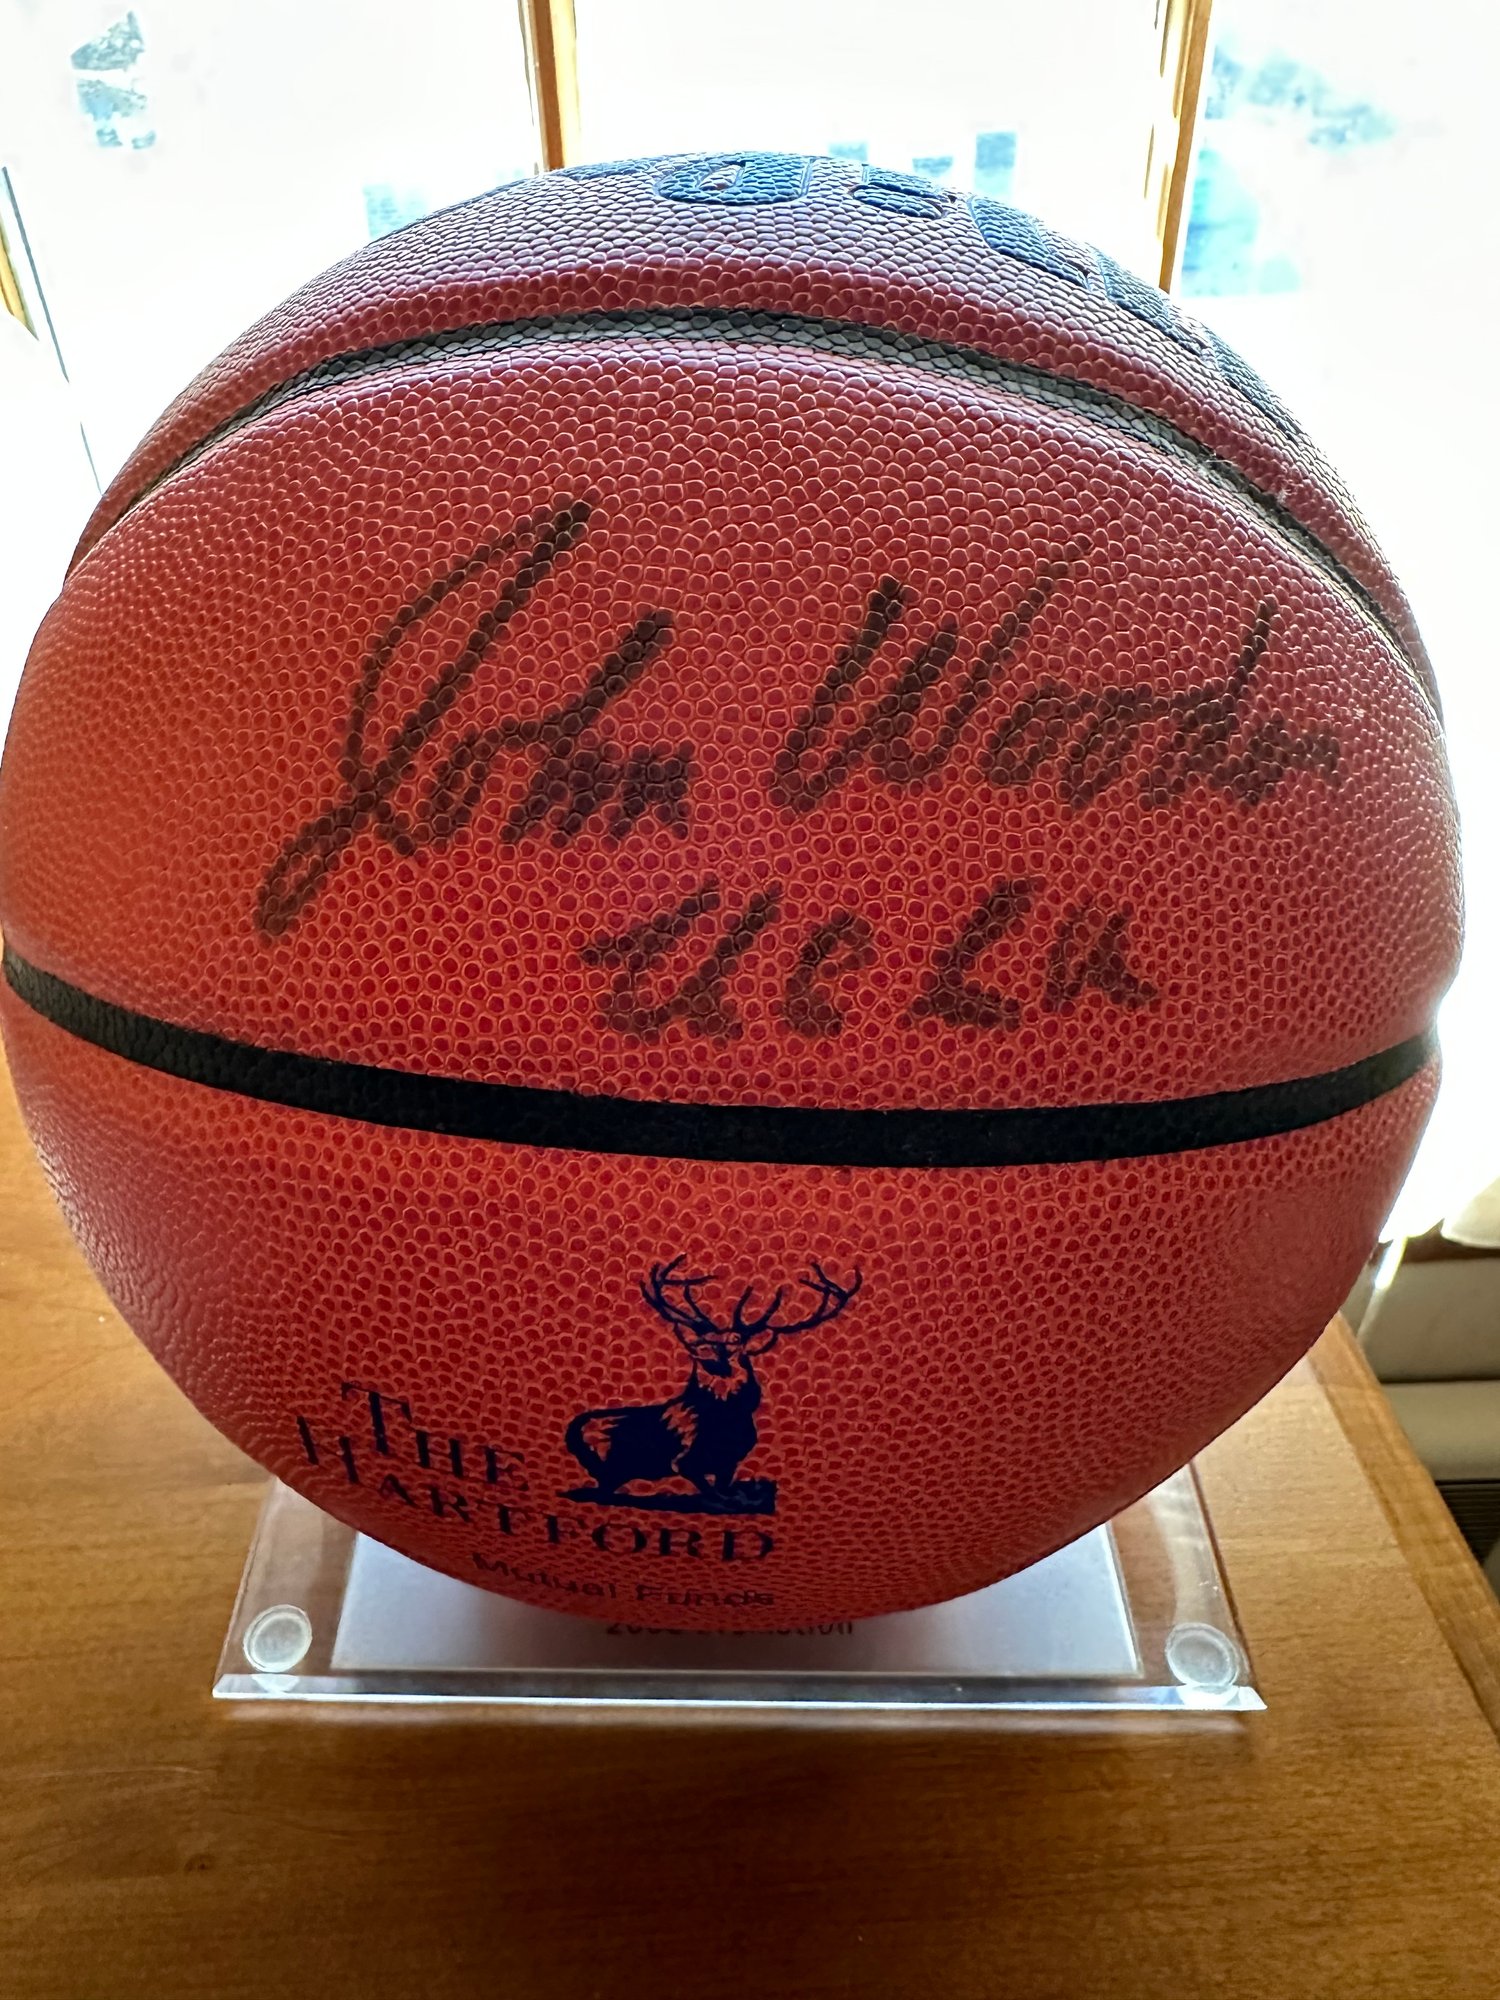 John Wooden
UCLA
THE
HARTFORD
Mutual Funds